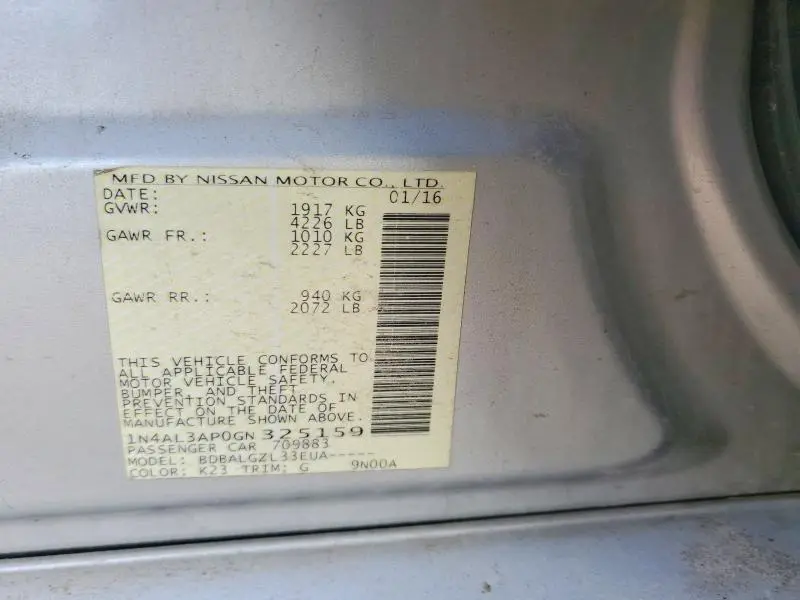 MFD BY NISSAN MOTOR CO., LTD.
DATE: 01/16
GVWR: 1917 KG
4226 LB
GAWR FR.: 1010 KG
2227 LB
GAWR RR.: 940 KG
2072 LB
THIS VEHICLE CONFORMS TO
ALL APPLICABLE FEDERAL
MOTOR VEHICLE SAFETY,
BUMPER, AND THEFT
PREVENTION STANDARDS IN
EFFECT ON THE DATE OF
MANUFACTURE SHOWN ABOVE.
1N4AL3AP0GN 325159
PASSENGER CAR 709883
MODEL: BDBALGZL33EUA-----
COLOR: K23 TRIM: G 9N00A